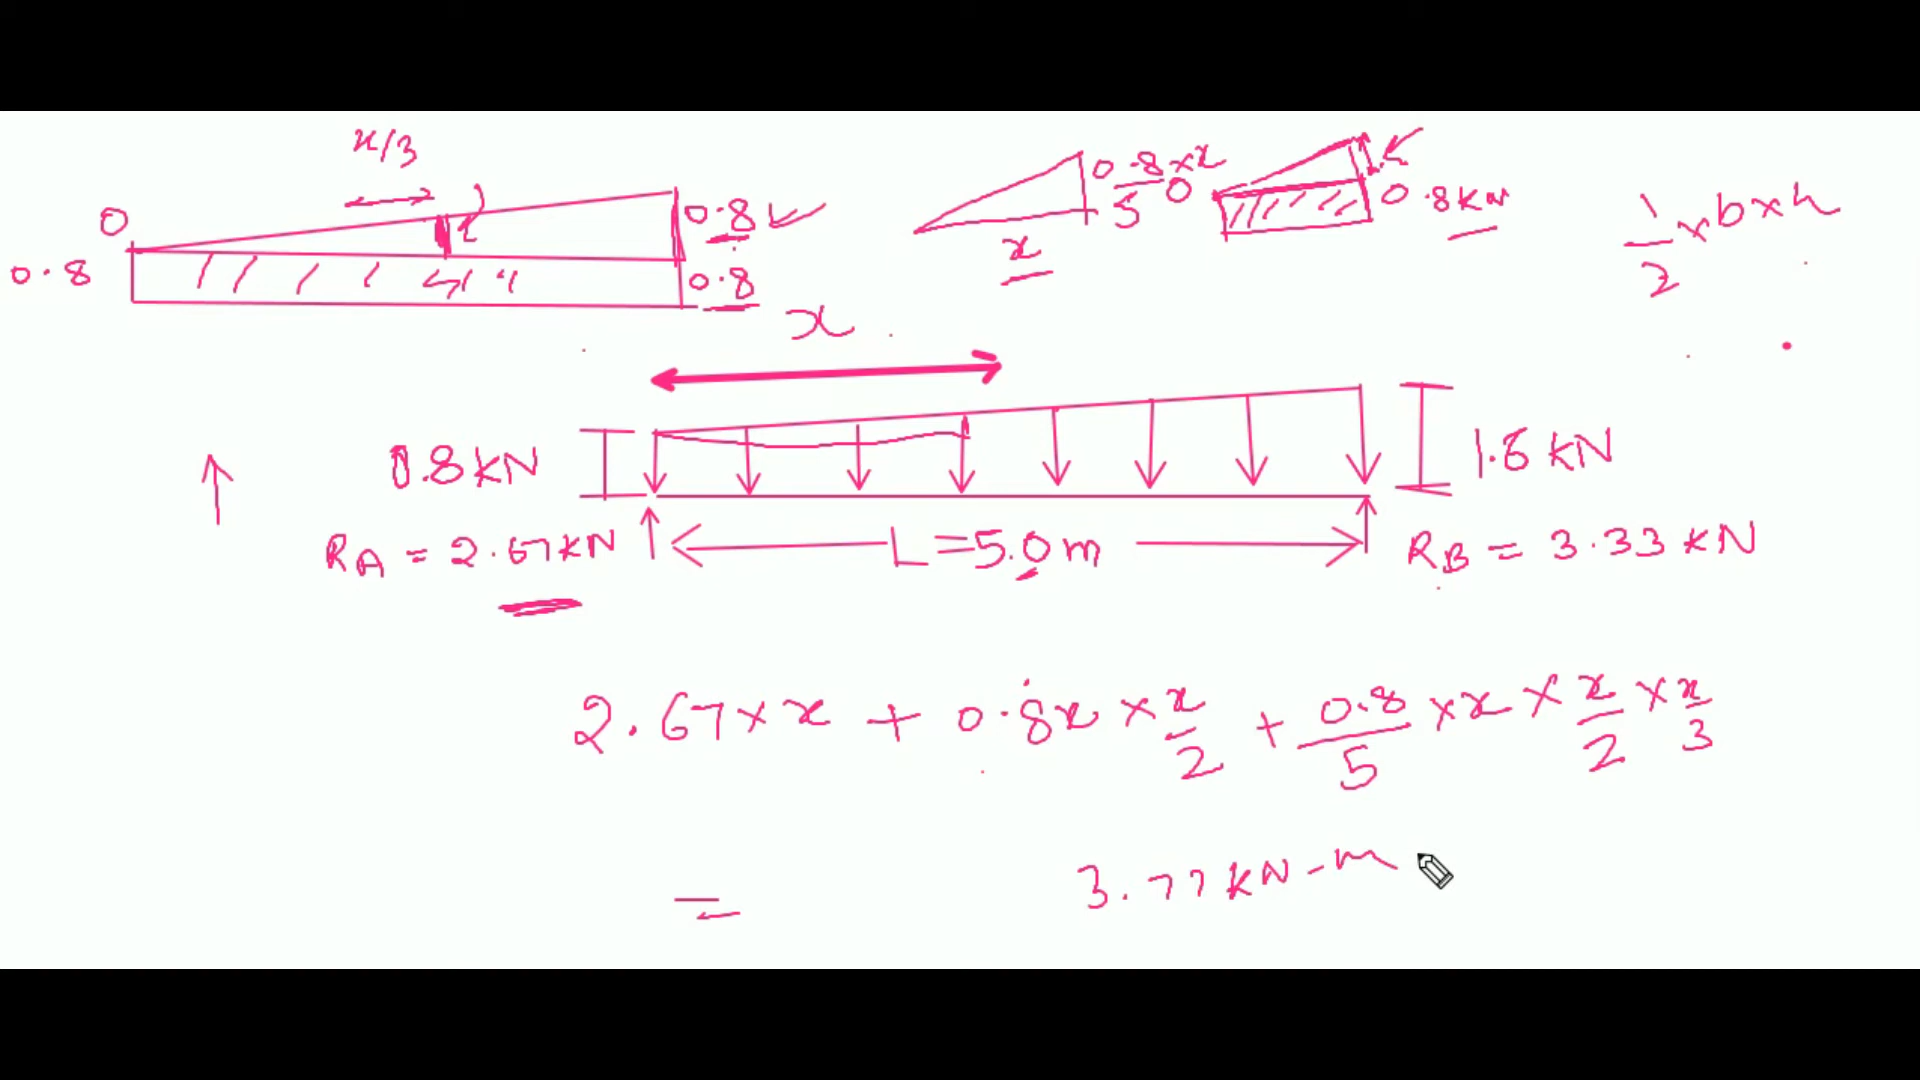 x/3
0
0.8
0.8
0.8
x
0.8 × x
5
0
0.8 KN
1/2 × b × h
x
0.8 KN
1.6 KN
RA = 2.67 KN
L = 5.0 m
RB = 3.33 KN
2.67 × x + 0.8x × x/2 + 0.8/5 × x × x/2 × x/3
=
3.77 KN-m